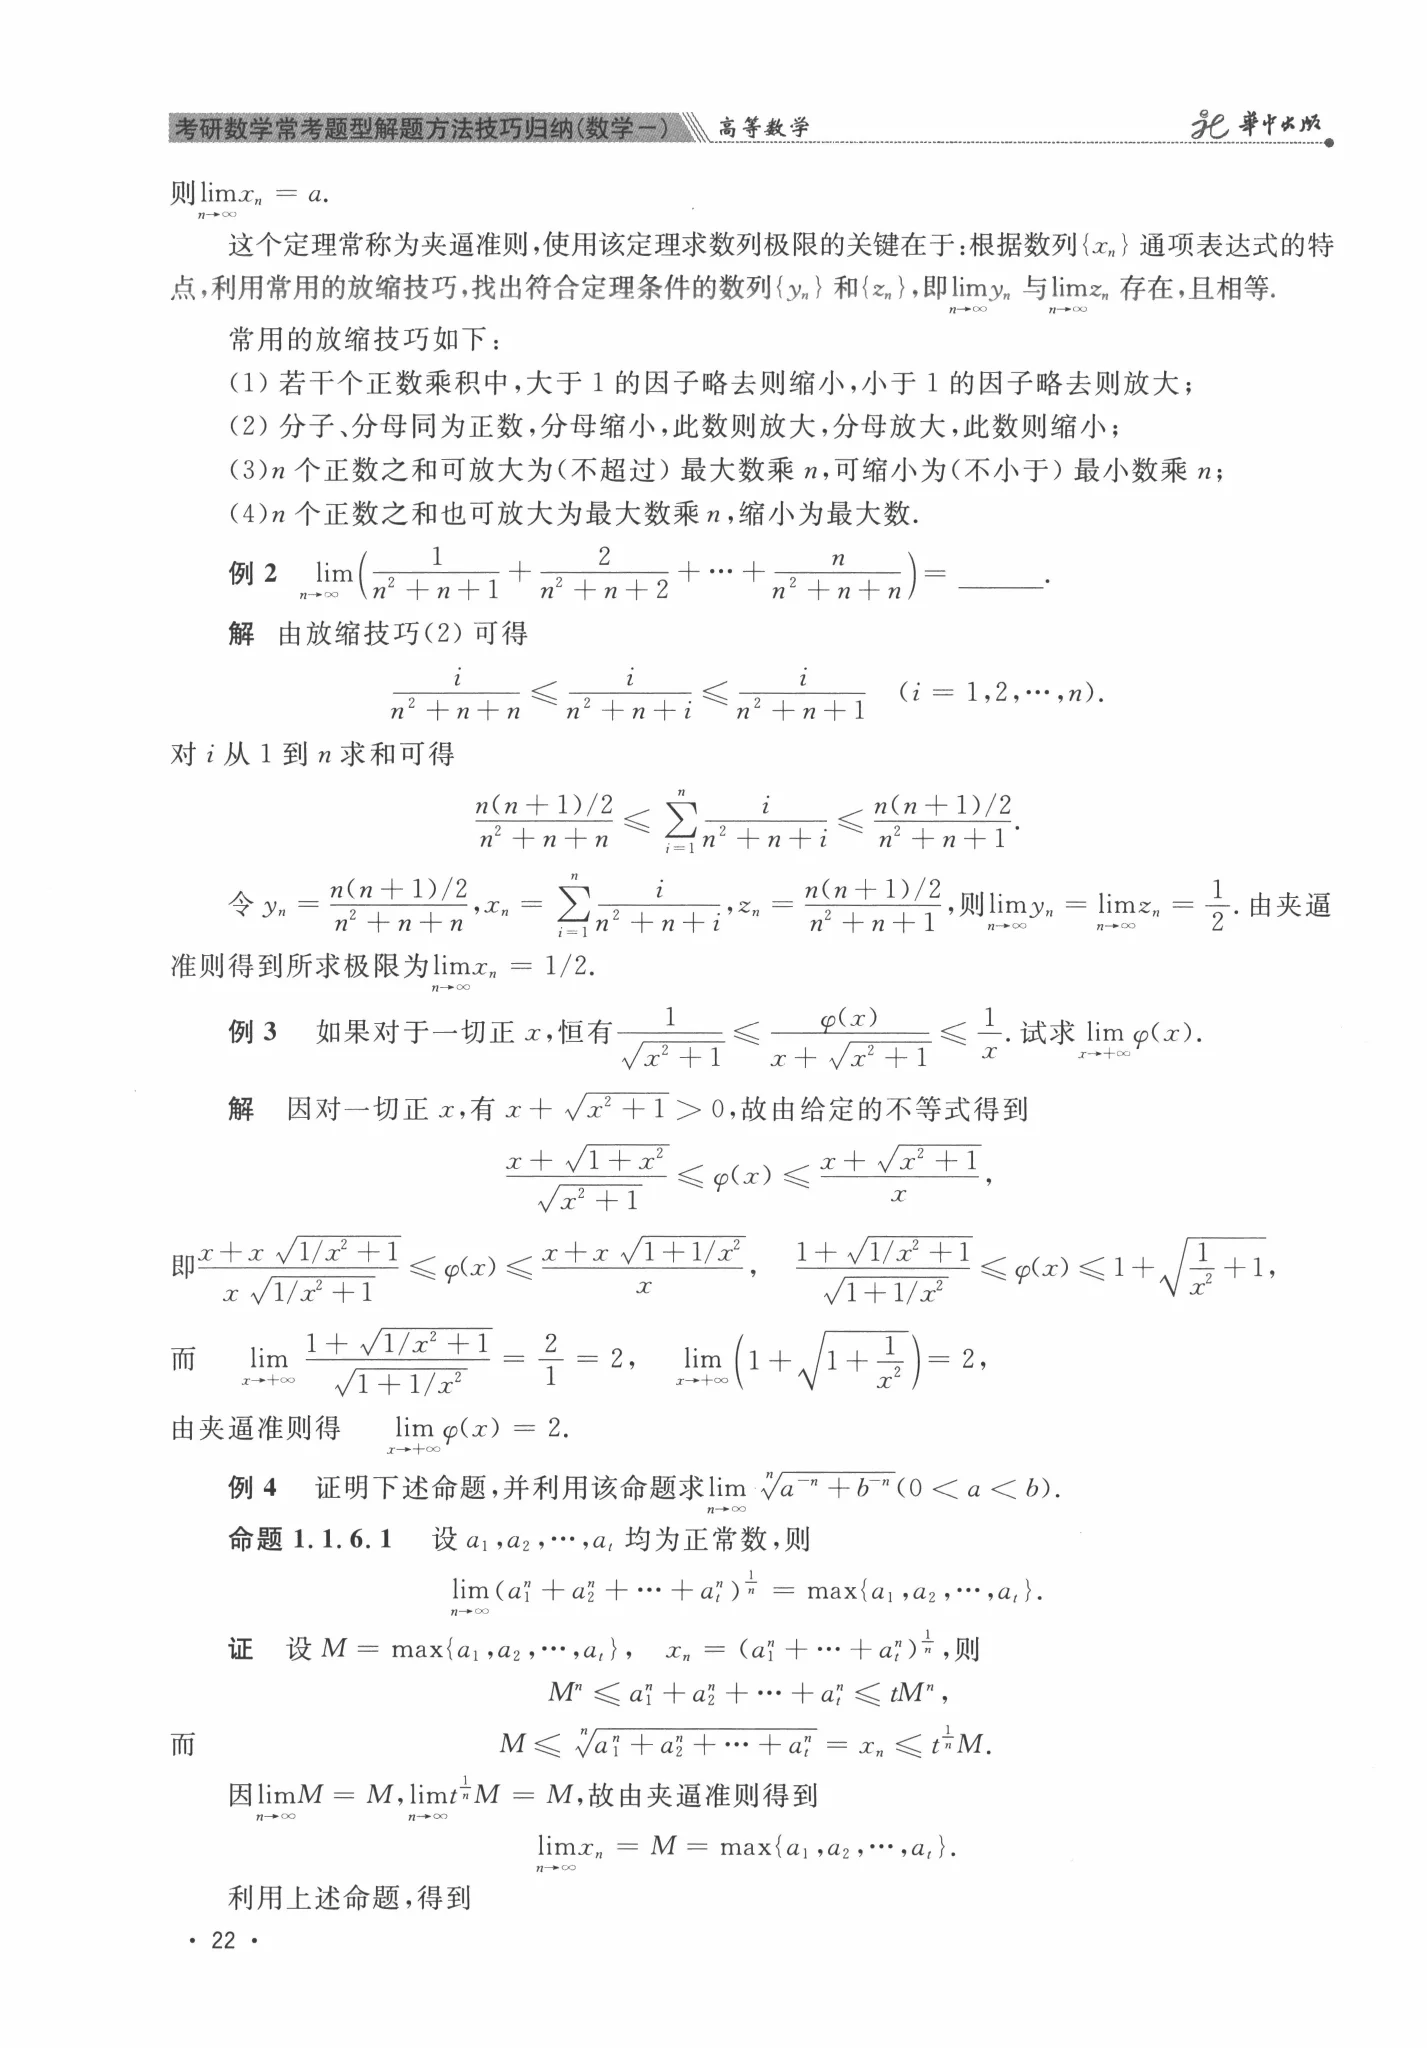 考研数学常考题型解题方法技巧归纳(数学一) 高等数学 华中出版
则$\lim\limits_{n\to\infty}x_n = a$.
这个定理常称为夹逼准则,使用该定理求数列极限的关键在于:根据数列$\{x_n\}$通项表达式的特
点,利用常用的放缩技巧,找出符合定理条件的数列$\{y_n\}$和$\{z_n\}$,即$\lim\limits_{n\to\infty}y_n$与$\lim\limits_{n\to\infty}z_n$存在,且相等.
常用的放缩技巧如下:
(1) 若干个正数乘积中,大于 1 的因子略去则缩小,小于 1 的因子略去则放大;
(2) 分子、分母同为正数,分母缩小,此数则放大,分母放大,此数则缩小;
(3)$n$个正数之和可放大为(不超过) 最大数乘$n$,可缩小为(不小于) 最小数乘$n$;
(4)$n$个正数之和也可放大为最大数乘$n$,缩小为最大数.
例 2 $\lim\limits_{n\to\infty}\left(\frac{1}{n^2+n+1}+\frac{2}{n^2+n+2}+\cdots+\frac{n}{n^2+n+n}\right)=$ ______.
解 由放缩技巧(2) 可得
$\frac{i}{n^2+n+n}\leqslant\frac{i}{n^2+n+i}\leqslant\frac{i}{n^2+n+1}\quad(i=1,2,\cdots,n).$
对$i$从 1 到$n$求和可得
$\frac{n(n+1)/2}{n^2+n+n}\leqslant\sum\limits_{i=1}^{n}\frac{i}{n^2+n+i}\leqslant\frac{n(n+1)/2}{n^2+n+1}.$
令$y_n=\frac{n(n+1)/2}{n^2+n+n},x_n=\sum\limits_{i=1}^{n}\frac{i}{n^2+n+i},z_n=\frac{n(n+1)/2}{n^2+n+1}$,则$\lim\limits_{n\to\infty}y_n=\lim\limits_{n\to\infty}z_n=\frac{1}{2}$.由夹逼
准则得到所求极限为$\lim\limits_{n\to\infty}x_n=1/2$.
例 3 如果对于一切正$x$,恒有$\frac{1}{\sqrt{x^2+1}}\leqslant\frac{\varphi(x)}{x+\sqrt{x^2+1}}\leqslant\frac{1}{x}$.试求$\lim\limits_{x\to+\infty}\varphi(x)$.
解 因对一切正$x$,有$x+\sqrt{x^2+1}>0$,故由给定的不等式得到
$\frac{x+\sqrt{1+x^2}}{\sqrt{x^2+1}}\leqslant\varphi(x)\leqslant\frac{x+\sqrt{x^2+1}}{x},$
即$\frac{x+x\sqrt{1/x^2+1}}{x\sqrt{1/x^2+1}}\leqslant\varphi(x)\leqslant\frac{x+x\sqrt{1+1/x^2}}{x},\quad\frac{1+\sqrt{1/x^2+1}}{\sqrt{1+1/x^2}}\leqslant\varphi(x)\leqslant1+\sqrt{\frac{1}{x^2}+1},$
而 $\lim\limits_{x\to+\infty}\frac{1+\sqrt{1/x^2+1}}{\sqrt{1+1/x^2}}=\frac{2}{1}=2,\quad\lim\limits_{x\to+\infty}\left(1+\sqrt{1+\frac{1}{x^2}}\right)=2,$
由夹逼准则得 $\lim\limits_{x\to+\infty}\varphi(x)=2.$
例 4 证明下述命题,并利用该命题求$\lim\limits_{n\to\infty}\sqrt[n]{a^{-n}+b^{-n}}(0<a<b)$.
命题 1.1.6.1 设$a_1,a_2,\cdots,a_t$均为正常数,则
$\lim\limits_{n\to\infty}(a_1^n+a_2^n+\cdots+a_t^n)^{\frac{1}{n}}=\max\{a_1,a_2,\cdots,a_t\}.$
证 设$M=\max\{a_1,a_2,\cdots,a_t\},\quad x_n=(a_1^n+\cdots+a_t^n)^{\frac{1}{n}}$,则
$M^n\leqslant a_1^n+a_2^n+\cdots+a_t^n\leqslant tM^n,$
而 $M\leqslant\sqrt[n]{a_1^n+a_2^n+\cdots+a_t^n}=x_n\leqslant t^{\frac{1}{n}}M.$
因$\lim\limits_{n\to\infty}M=M,\lim\limits_{n\to\infty}t^{\frac{1}{n}}M=M$,故由夹逼准则得到
$\lim\limits_{n\to\infty}x_n=M=\max\{a_1,a_2,\cdots,a_t\}.$
利用上述命题,得到
· 22 ·